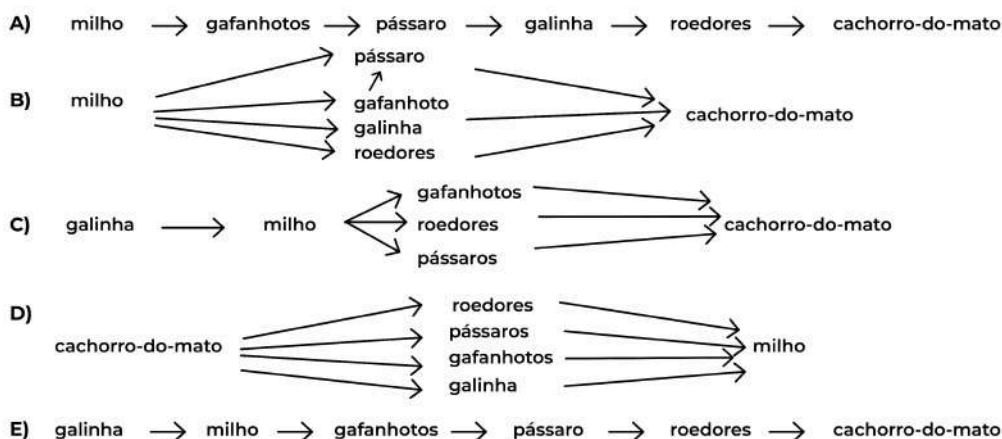 A) milho → gafanhotos → pássaro → galinha → roedores → cachorro-do-mato
pássaro
B) milho
gafanhoto
galinha
roedores
cachorro-do-mato
gafanhotos
C) galinha → milho
roedores
pássaros
cachorro-do-mato
D)
cachorro-do-mato
roedores
pássaros
gafanhotos
galinha
milho
E) galinha → milho → gafanhotos → pássaro → roedores → cachorro-do-mato